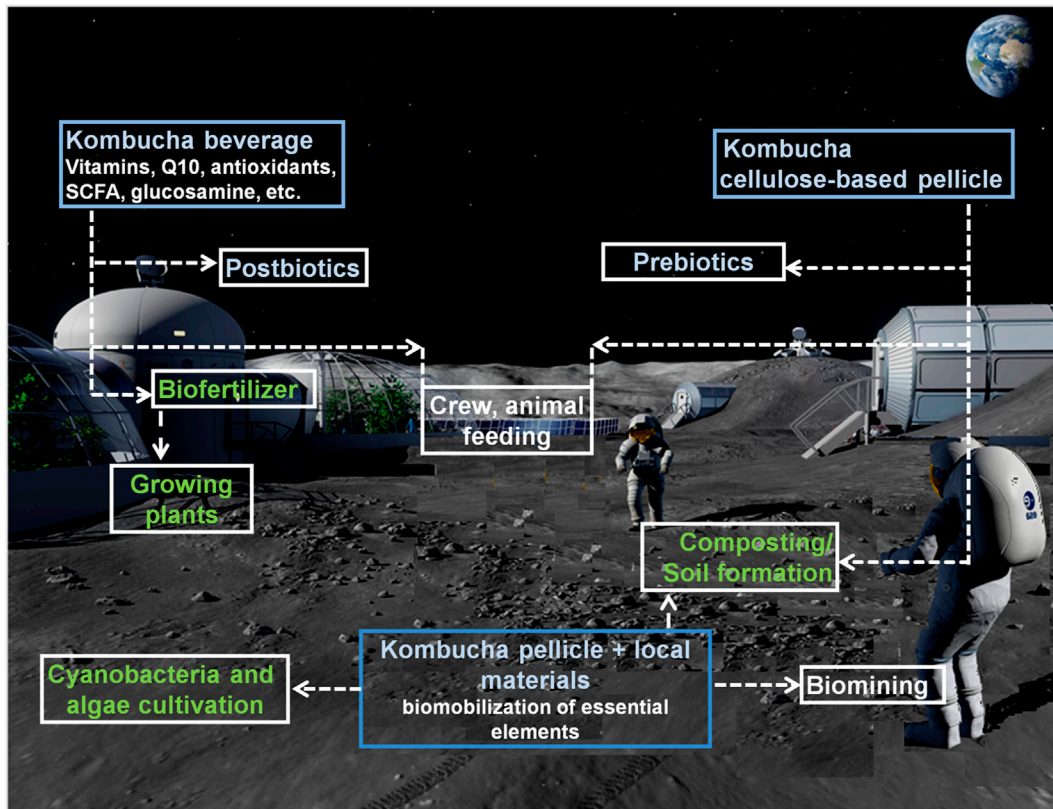 Kombucha beverage
Vitamins, Q10, antioxidants,
SCFA, glucosamine, etc.
Kombucha
cellulose-based pellicle
Postbiotics
Prebiotics
Biofertilizer
Crew, animal
feeding
Growing
plants
Composting/
Soil formation
Kombucha pellicle + local
materials
biomobilization of essential
elements
Cyanobacteria and
algae cultivation
Biomining